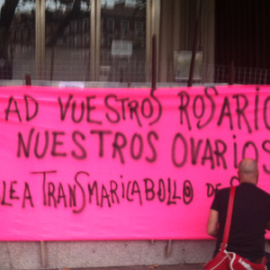 AD VUESTROS ROSARIO
NUESTROS OVARIOS
LEA TRANSMARICABOLLO DE